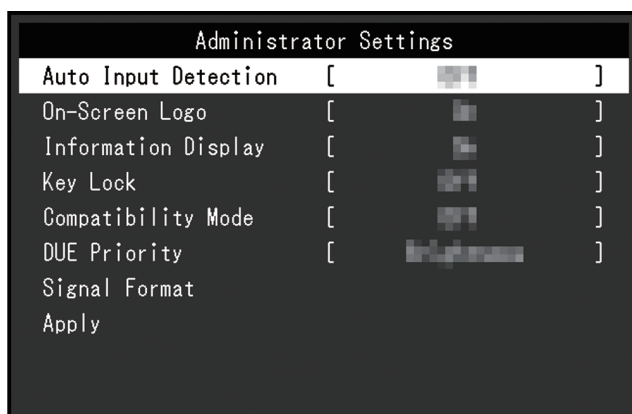 Administrator Settings
Auto Input Detection [ ]
On-Screen Logo [ ]
Information Display [ ]
Key Lock [ ]
Compatibility Mode [ ]
DUE Priority [ ]
Signal Format
Apply